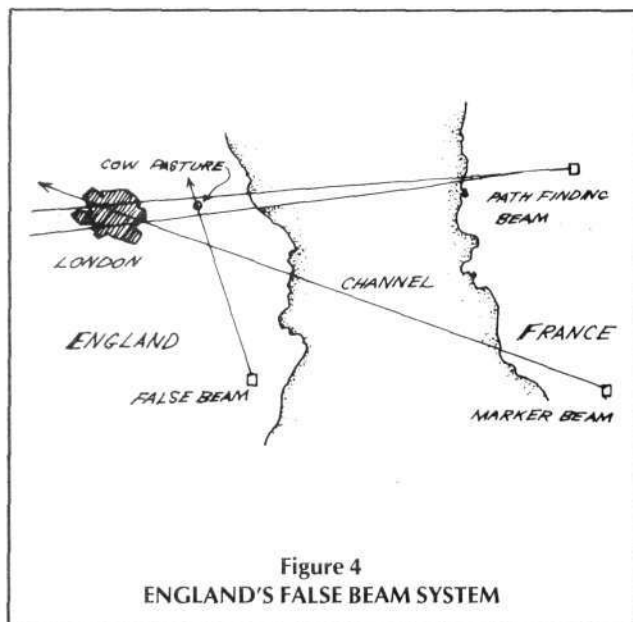 COW PASTURE
PATH FINDING
BEAM
LONDON
CHANNEL
ENGLAND
FRANCE
FALSE BEAM
MARKER BEAM
Figure 4
ENGLAND'S FALSE BEAM SYSTEM